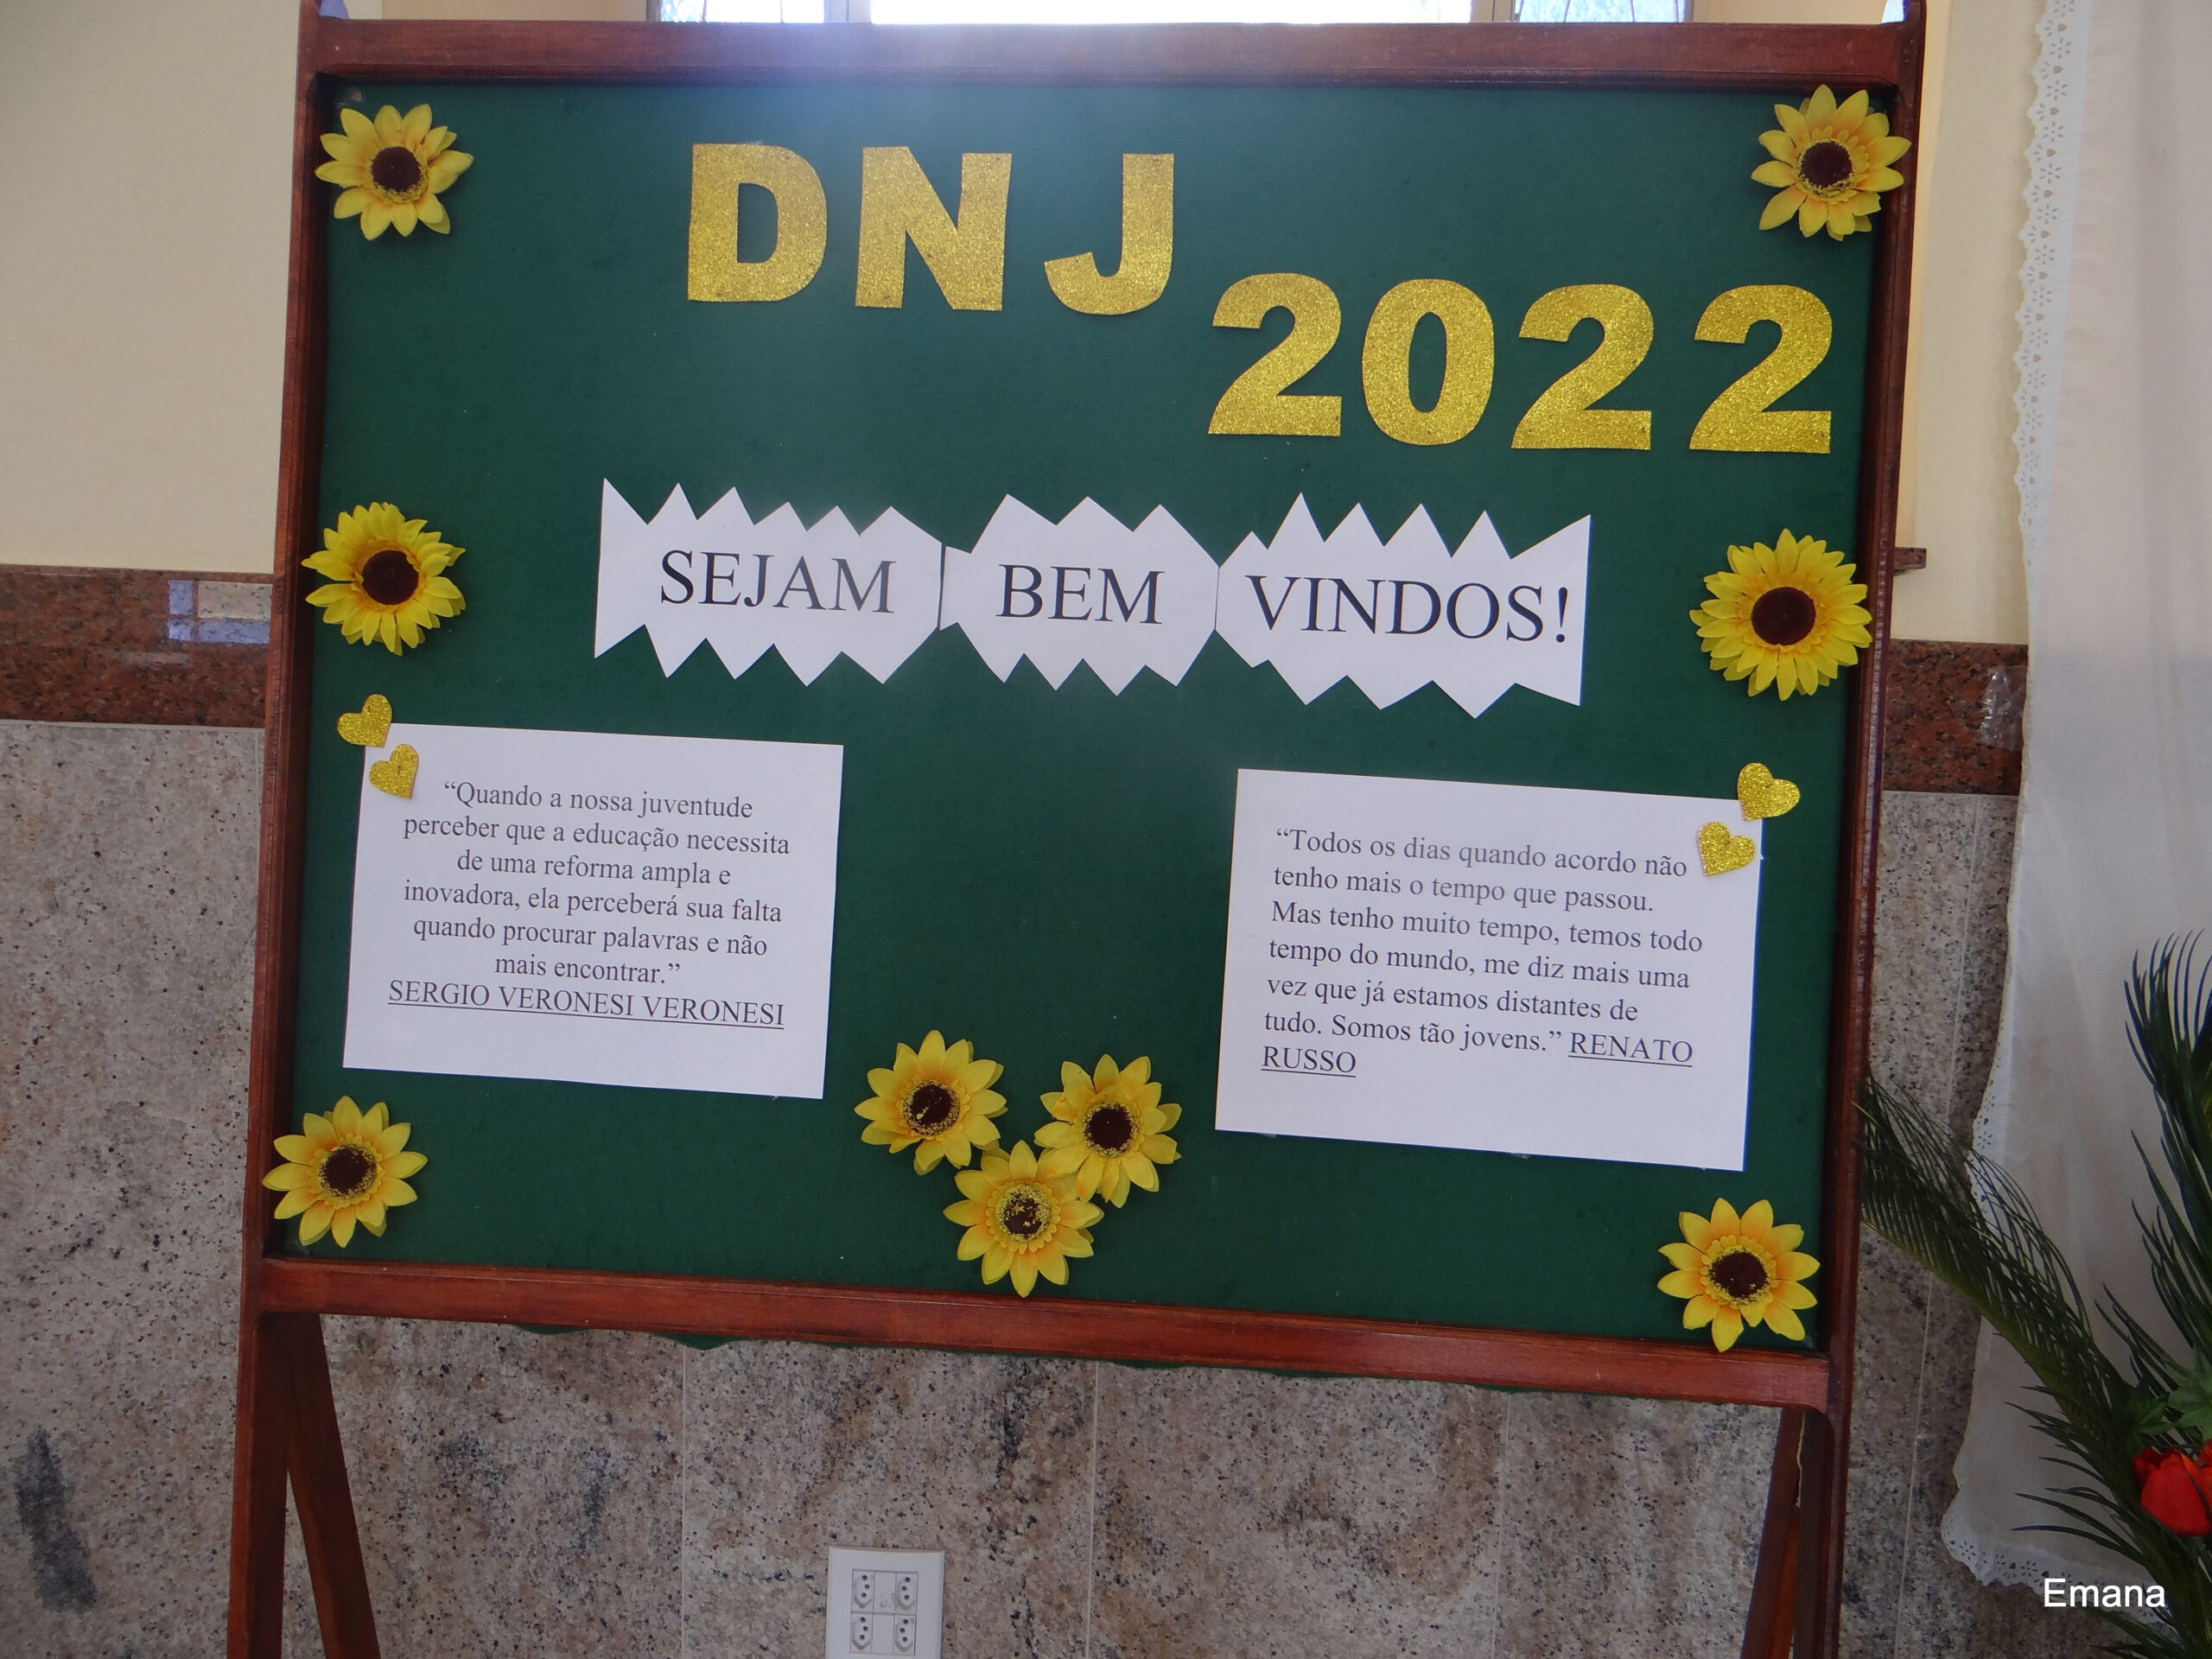 DNJ
2022
SEJAM BEM VINDOS!
“Quando a nossa juventude
perceber que a educação necessita
de uma reforma ampla e
inovadora, ela perceberá sua falta
quando procurar palavras e não
mais encontrar.”
SERGIO VERONESI VERONESI
“Todos os dias quando acordo não
tenho mais o tempo que passou.
Mas tenho muito tempo, temos todo
tempo do mundo, me diz mais uma
vez que já estamos distantes de
tudo. Somos tão jovens.” RENATO
RUSSO
Emana